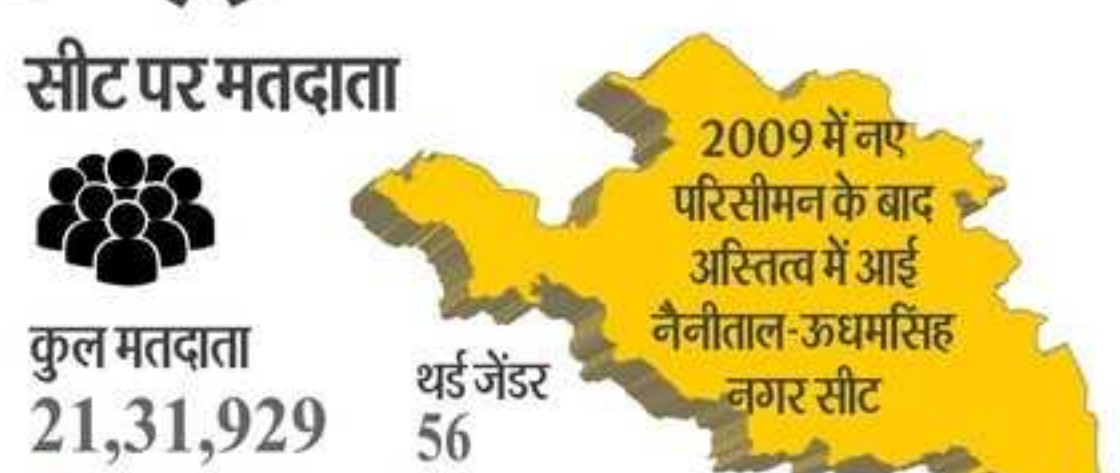 सीट पर मतदाता
2009 में नए
परिसीमन के बाद
अस्तित्व में आई
नैनीताल-ऊधमसिंह
नगर सीट
कुल मतदाता
21,31,929
थर्ड जेंडर
56